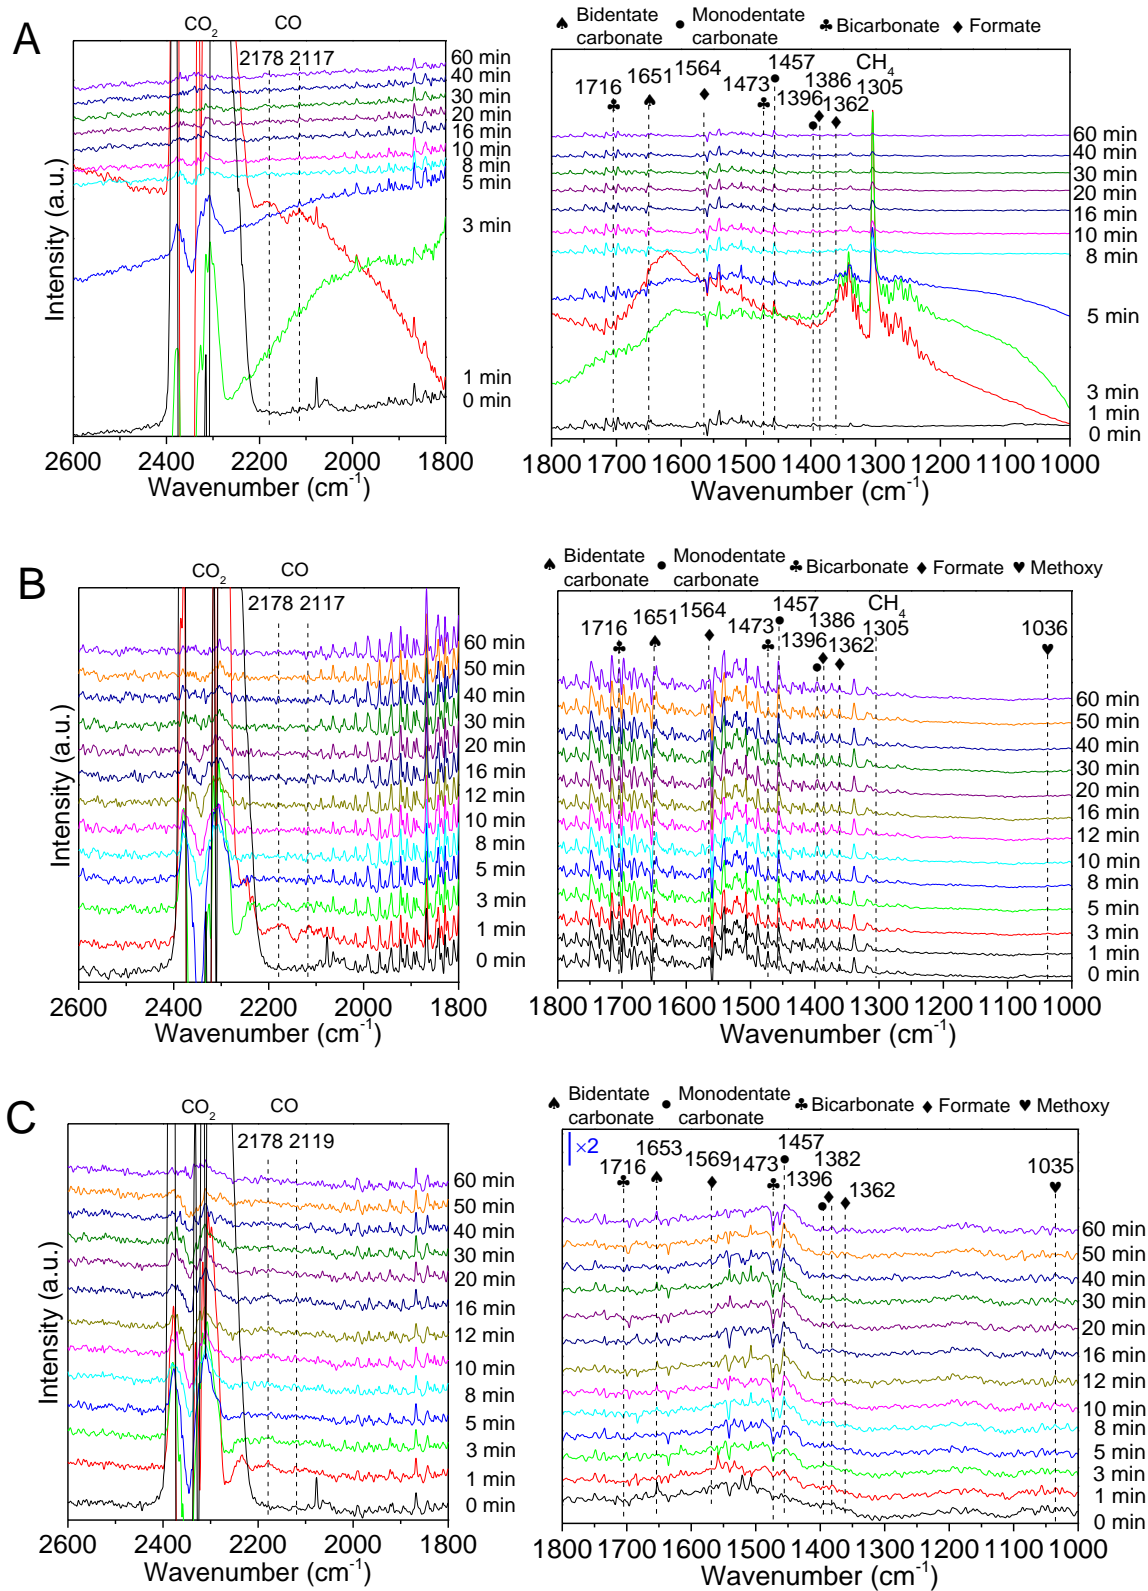 A
CO2
CO
2178 2117
60 min
40 min
30 min
20 min
16 min
10 min
8 min
5 min
3 min
1 min
0 min
Intensity (a.u.)
2600 2400 2200 2000 1800
Wavenumber (cm-1)
♠ Bidentate carbonate ● Monodentate carbonate ♣ Bicarbonate ♦ Formate
1716 1651 1564 1473 1457 1396 1386 1362 CH4 1305
60 min
40 min
30 min
20 min
16 min
10 min
8 min
5 min
3 min
1 min
0 min
1800 1700 1600 1500 1400 1300 1200 1100 1000
Wavenumber (cm-1)
B
CO2
CO
2178 2117
60 min
50 min
40 min
30 min
20 min
16 min
12 min
10 min
8 min
5 min
3 min
1 min
0 min
Intensity (a.u.)
2600 2400 2200 2000 1800
Wavenumber (cm-1)
♠ Bidentate carbonate ● Monodentate carbonate ♣ Bicarbonate ♦ Formate ♥ Methoxy
1716 1651 1564 1473 1457 1396 1386 1362 CH4 1305 1036
60 min
50 min
40 min
30 min
20 min
16 min
12 min
10 min
8 min
5 min
3 min
1 min
0 min
1800 1700 1600 1500 1400 1300 1200 1100 1000
Wavenumber (cm-1)
C
CO2
CO
2178 2119
60 min
50 min
40 min
30 min
20 min
16 min
12 min
10 min
8 min
5 min
3 min
1 min
0 min
Intensity (a.u.)
2600 2400 2200 2000 1800
Wavenumber (cm-1)
♠ Bidentate carbonate ● Monodentate carbonate ♣ Bicarbonate ♦ Formate ♥ Methoxy
×2
1716 1653 1569 1473 1457 1396 1382 1362 1035
60 min
50 min
40 min
30 min
20 min
16 min
12 min
10 min
8 min
5 min
3 min
1 min
0 min
1800 1700 1600 1500 1400 1300 1200 1100 1000
Wavenumber (cm-1)